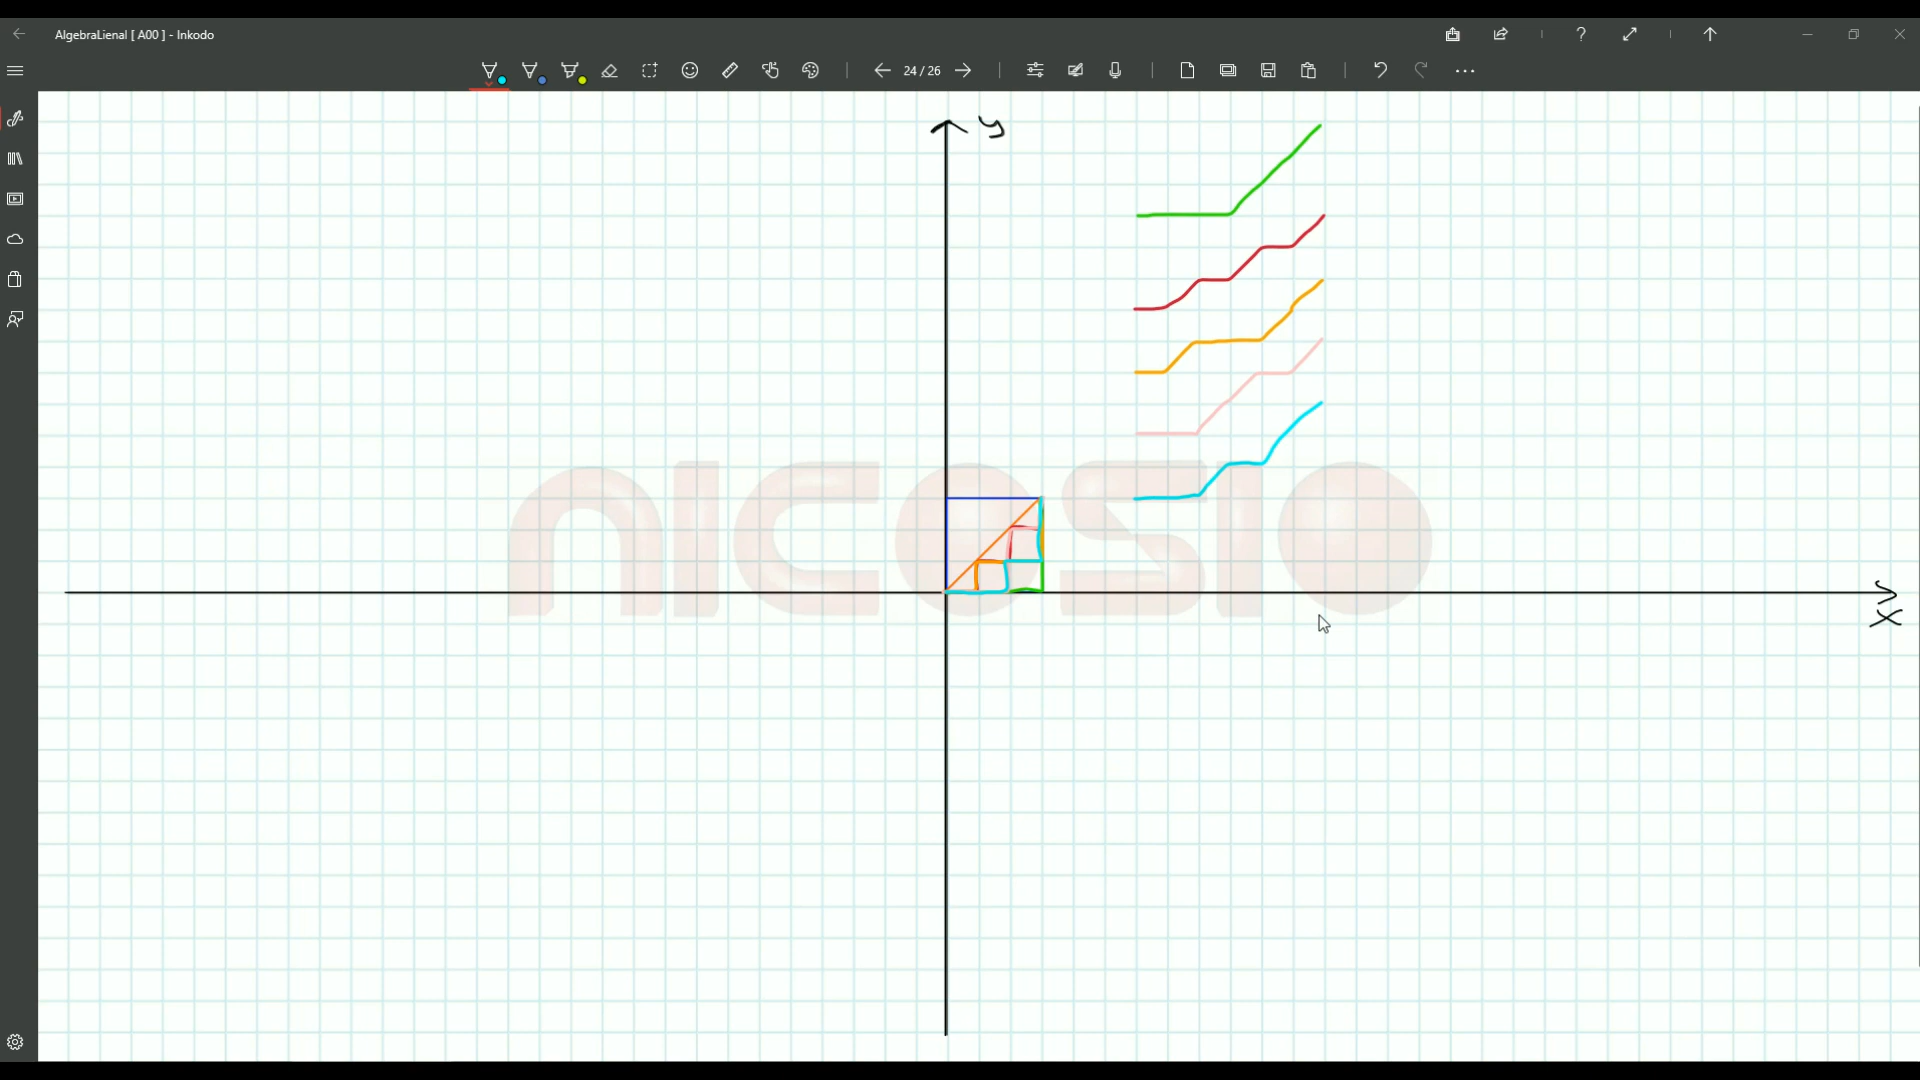 AlgebraLienal [ A00 ] - Inkodo
24 / 26
y
NICOSIO
x